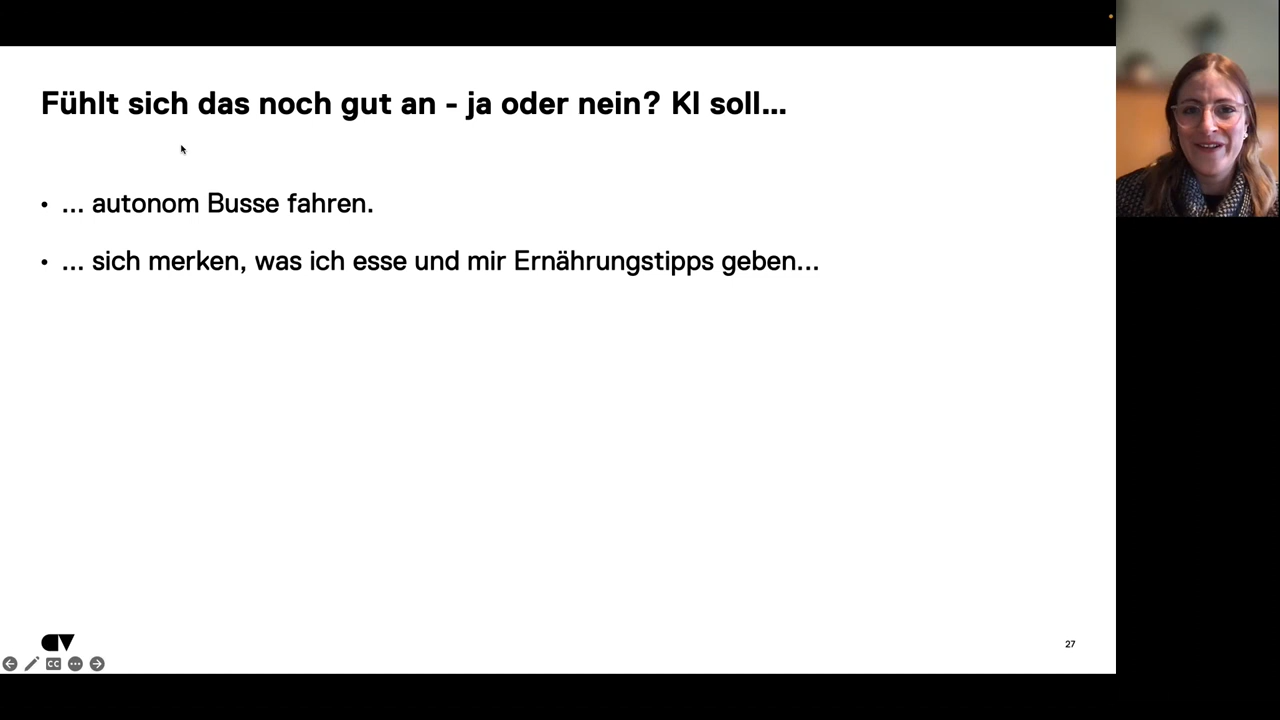 Fühlt sich das noch gut an - ja oder nein? KI soll...
• ... autonom Busse fahren.
• ... sich merken, was ich esse und mir Ernährungstipps geben...
27
CC